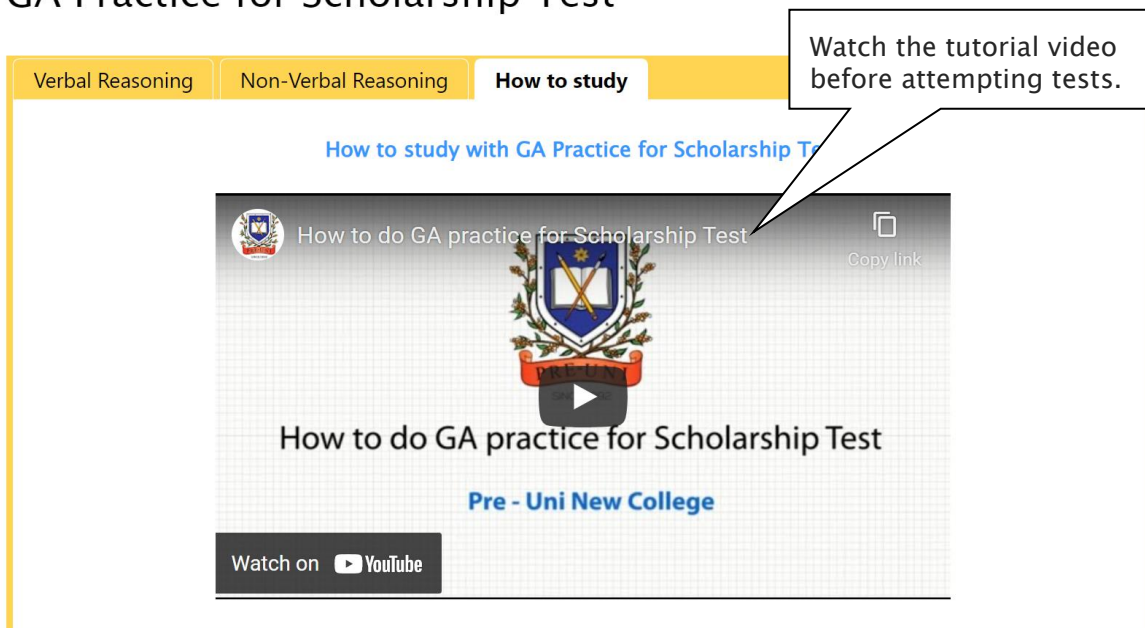 GA Practice for Scholarship Test
Watch the tutorial video
before attempting tests.
Verbal Reasoning
Non-Verbal Reasoning
How to study
How to study with GA Practice for Scholarship
How to do GA practice for Scholarship Test
Copy link
PRE-UNI
How to do GA practice for Scholarship Test
Pre - Uni New College
Watch on YouTube